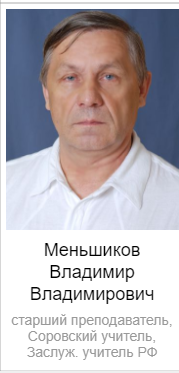 Меньшиков
Владимир
Владимирович
старший преподаватель,
Соровский учитель,
Заслуж. учитель РФ